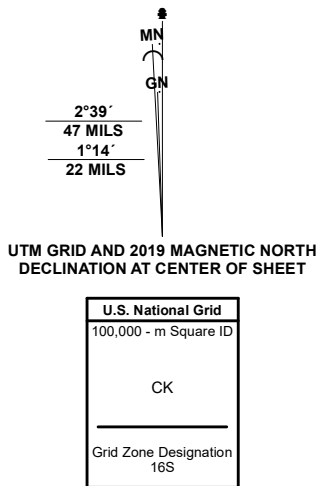 MN
GN
2°39´
47 MILS
1°14´
22 MILS
UTM GRID AND 2019 MAGNETIC NORTH
DECLINATION AT CENTER OF SHEET
U.S. National Grid
100,000 - m Square ID
CK
Grid Zone Designation
16S